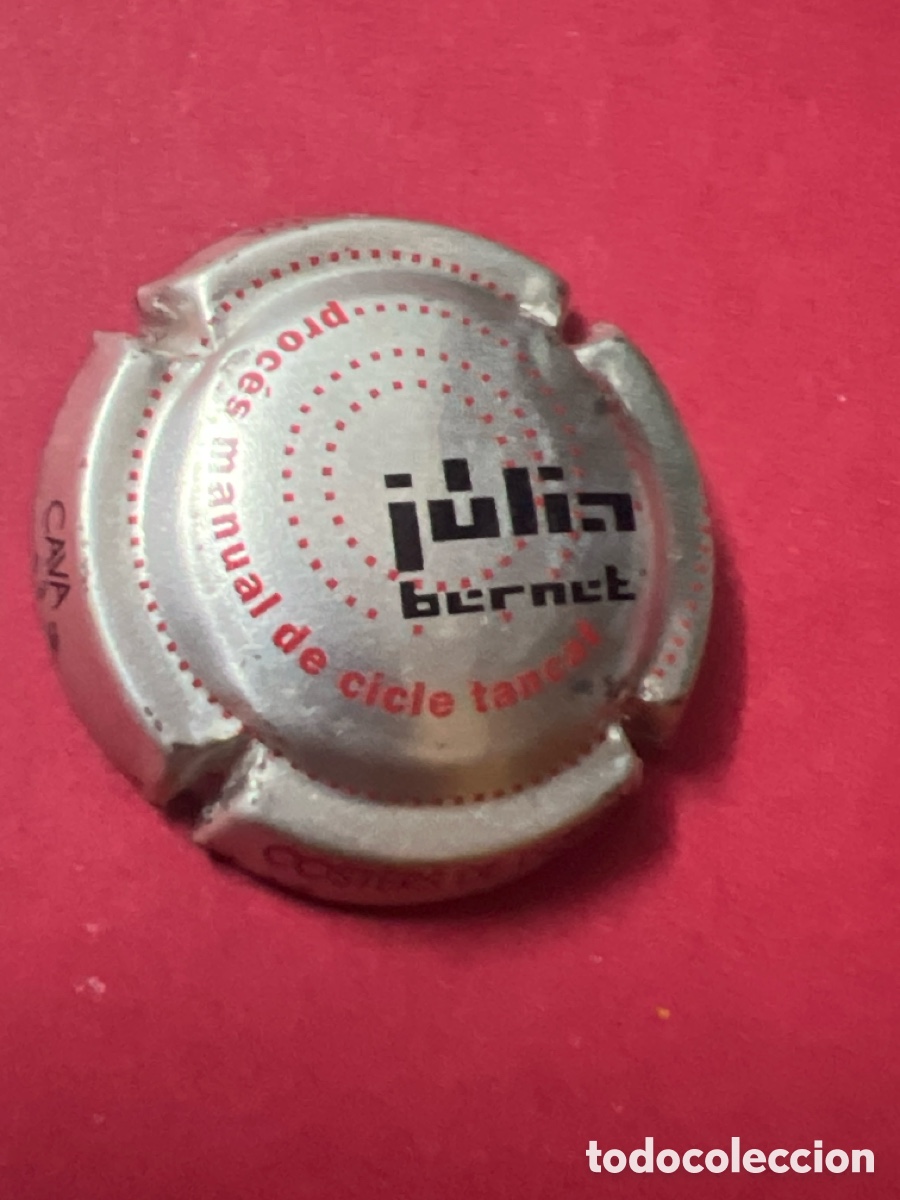 procés manual de cicle tancat
júlia
bernet
CAVA
todocoleccion